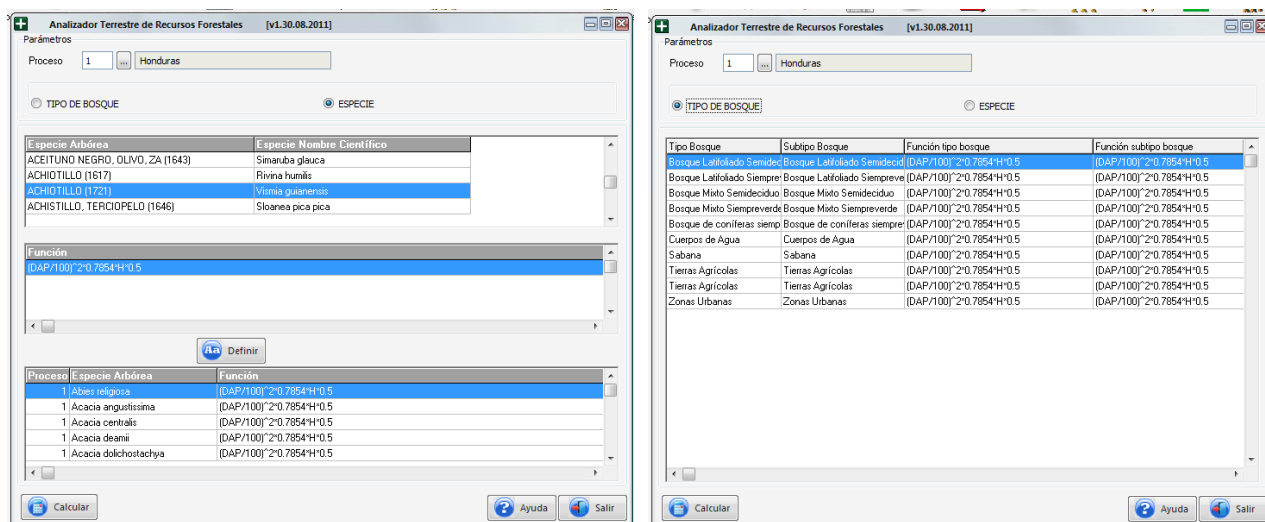 Analizador Terrestre de Recursos Forestales [v1.30.08.2011]
Parámetros
Proceso 1 ... Honduras
TIPO DE BOSQUE ESPECIE
Especie Arbórea Especie Nombre Científico
ACEITUNO NEGRO, OLIVO, ZA (1643) Simaruba glauca
ACHIOTILLO (1617) Rivina humilis
ACHIOTILLO (1721) Vismia guianensis
ACHISTILLO, TERCIOPELO (1646) Sloanea pica pica
Función
(DAP/100)^2*0.7854*H*0.5
Aa Definir
Proceso Especie Arbórea Función
1 Abies religiosa (DAP/100)^2*0.7854*H*0.5
1 Acacia angustissima (DAP/100)^2*0.7854*H*0.5
1 Acacia centralis (DAP/100)^2*0.7854*H*0.5
1 Acacia deamii (DAP/100)^2*0.7854*H*0.5
1 Acacia dolichostachya (DAP/100)^2*0.7854*H*0.5
Calcular Ayuda Salir
Analizador Terrestre de Recursos Forestales [v1.30.08.2011]
Parámetros
Proceso 1 ... Honduras
TIPO DE BOSQUE ESPECIE
Tipo Bosque Subtipo Bosque Función tipo bosque Función subtipo bosque
Bosque Latifoliado Semidec Bosque Latifoliado Semidecid (DAP/100)^2*0.7854*H*0.5 (DAP/100)^2*0.7854*H*0.5
Bosque Latifoliado Siemprev Bosque Latifoliado Siempreve (DAP/100)^2*0.7854*H*0.5 (DAP/100)^2*0.7854*H*0.5
Bosque Mixto Semideciduo Bosque Mixto Semideciduo (DAP/100)^2*0.7854*H*0.5 (DAP/100)^2*0.7854*H*0.5
Bosque Mixto Siempreverde Bosque Mixto Siempreverde (DAP/100)^2*0.7854*H*0.5 (DAP/100)^2*0.7854*H*0.5
Bosque de coníferas siemp Bosque de coníferas siemprev (DAP/100)^2*0.7854*H*0.5 (DAP/100)^2*0.7854*H*0.5
Cuerpos de Agua Cuerpos de Agua (DAP/100)^2*0.7854*H*0.5 (DAP/100)^2*0.7854*H*0.5
Sabana Sabana (DAP/100)^2*0.7854*H*0.5 (DAP/100)^2*0.7854*H*0.5
Tierras Agrícolas Tierras Agrícolas (DAP/100)^2*0.7854*H*0.5 (DAP/100)^2*0.7854*H*0.5
Tierras Agrícolas Tierras Agrícolas (DAP/100)^2*0.7854*H*0.5 (DAP/100)^2*0.7854*H*0.5
Zonas Urbanas Zonas Urbanas (DAP/100)^2*0.7854*H*0.5 (DAP/100)^2*0.7854*H*0.5
Calcular Ayuda Salir